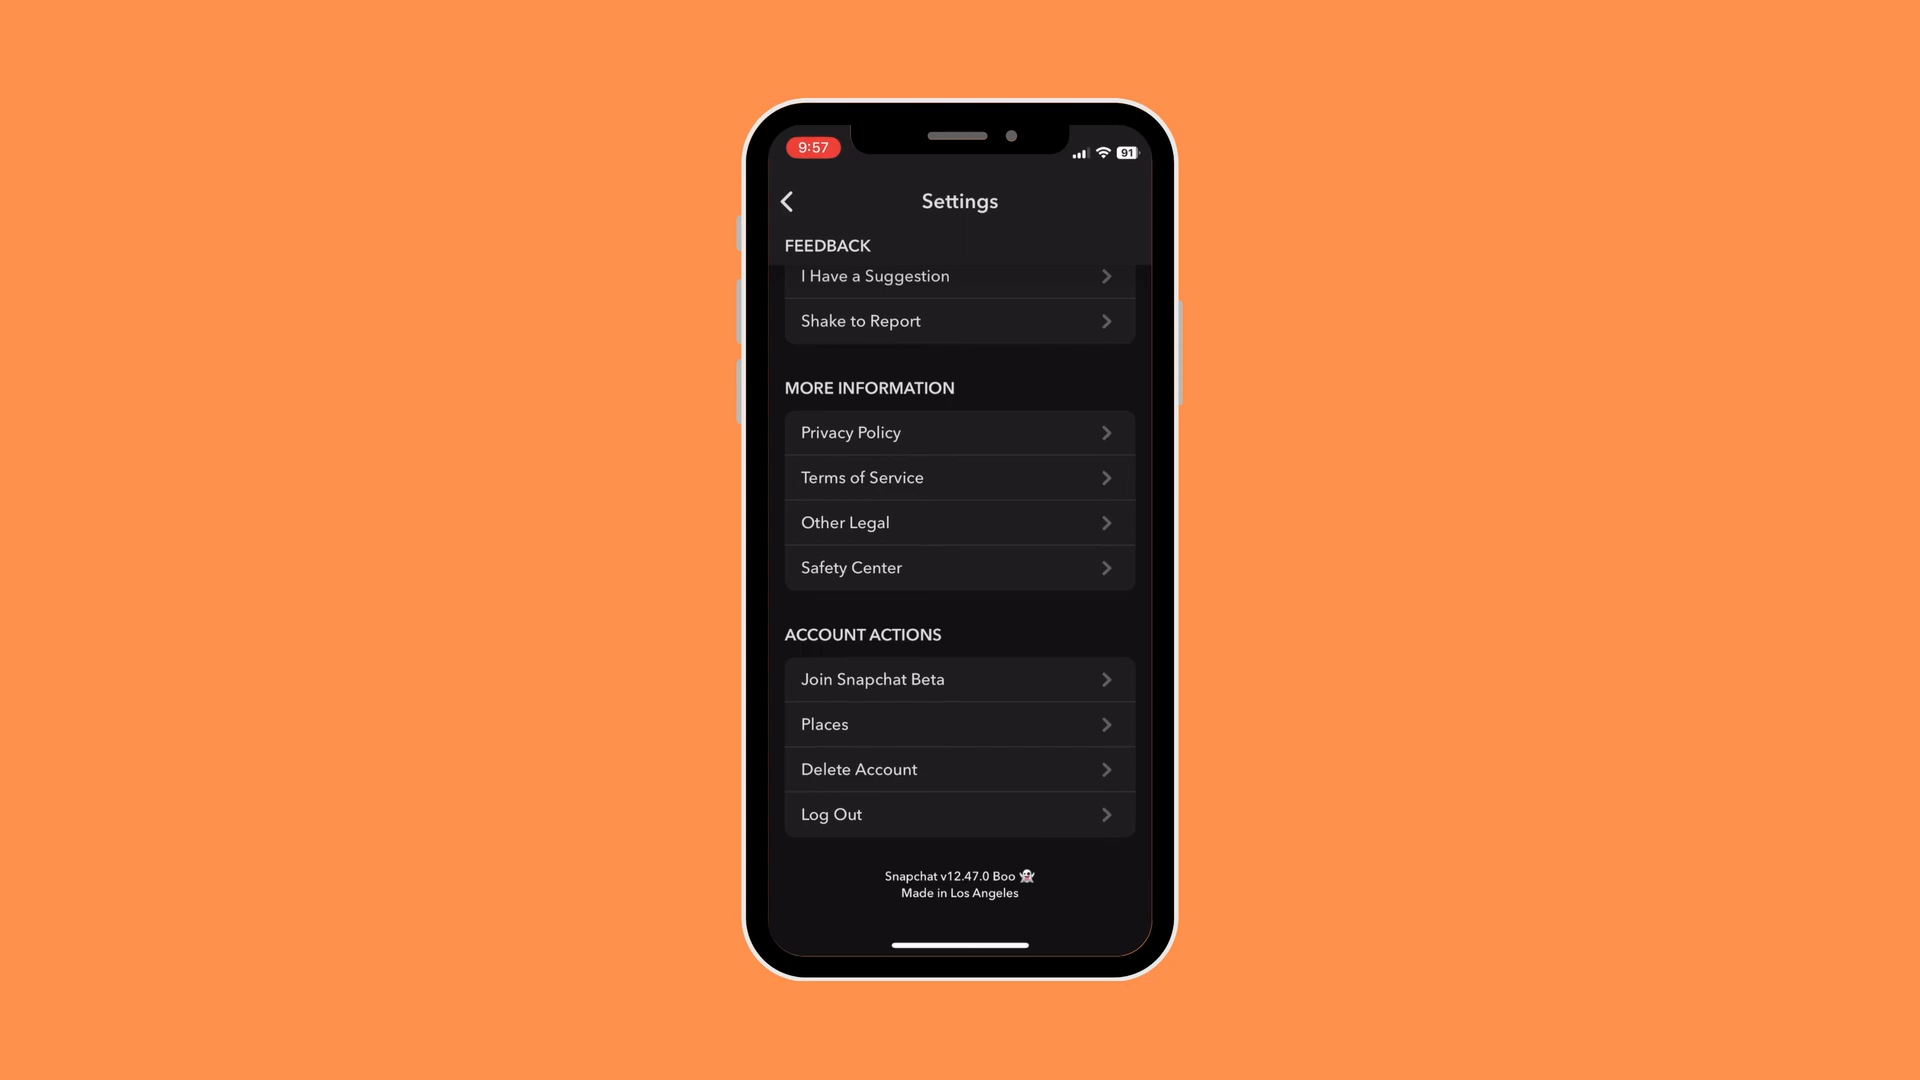 9:57
91
Settings
FEEDBACK
I Have a Suggestion
Shake to Report
MORE INFORMATION
Privacy Policy
Terms of Service
Other Legal
Safety Center
ACCOUNT ACTIONS
Join Snapchat Beta
Places
Delete Account
Log Out
Snapchat v12.47.0 Boo 👻
Made in Los Angeles